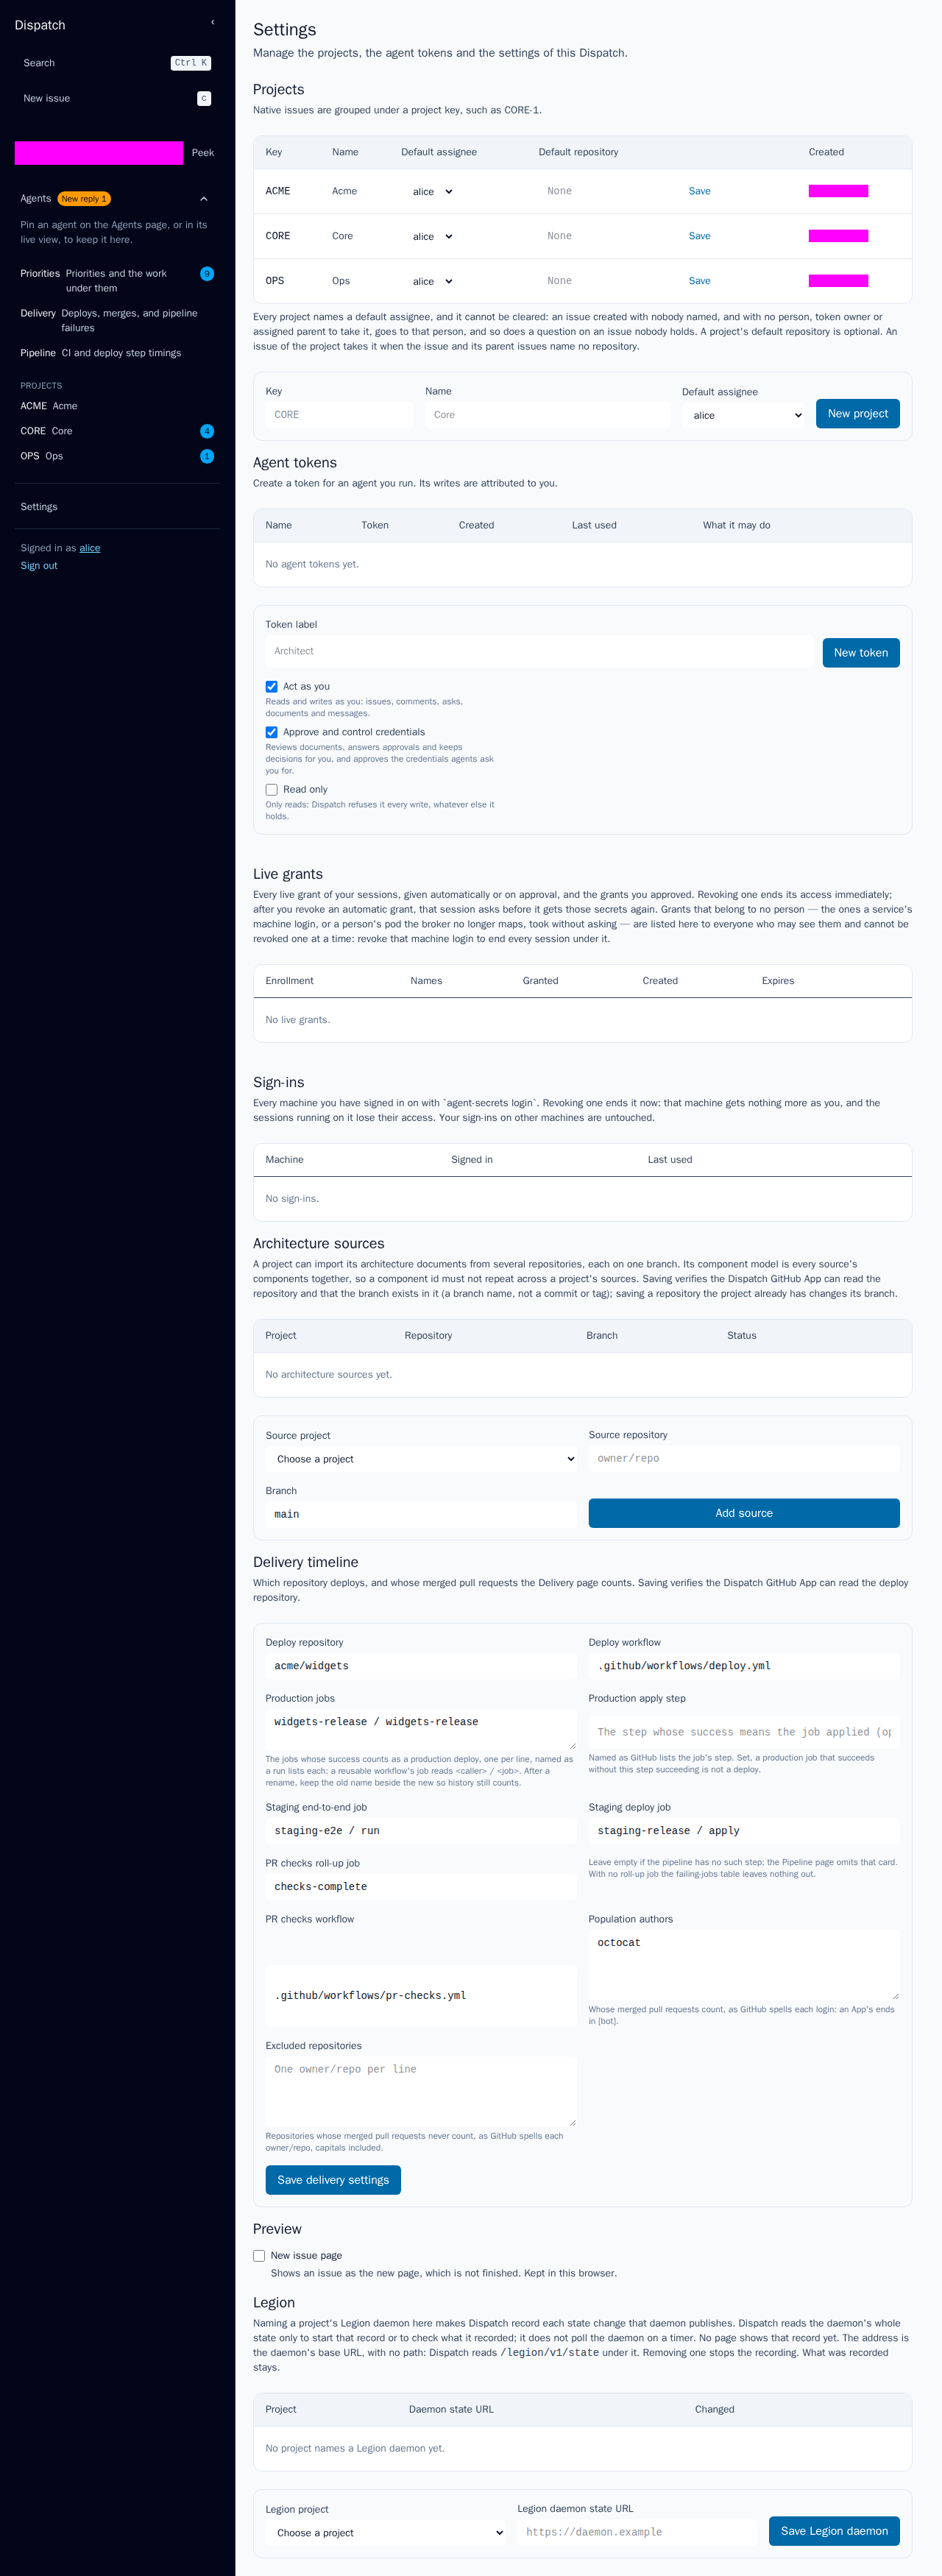 Dispatch
Search
Ctrl K
New issue
C
Peek
Agents
New reply 1
Pin an agent on the Agents page, or in its
live view, to keep it here.
Priorities
Priorities and the work
under them
9
Delivery
Deploys, merges, and pipeline
failures
Pipeline
CI and deploy step timings
PROJECTS
ACME Acme
CORE Core
4
OPS Ops
1
Settings
Signed in as alice
Sign out
Settings
Manage the projects, the agent tokens and the settings of this Dispatch.
Projects
Native issues are grouped under a project key, such as CORE-1.
Key Name Default assignee Default repository Created
ACME Acme alice None Save
CORE Core alice None Save
OPS Ops alice None Save
Every project names a default assignee, and it cannot be cleared: an issue created with nobody named, and with no person, token owner or
assigned parent to take it, goes to that person, and so does a question on an issue nobody holds. A project's default repository is optional. An
issue of the project takes it when the issue and its parent issues name no repository.
Key Name Default assignee
CORE Core alice New project
Agent tokens
Create a token for an agent you run. Its writes are attributed to you.
Name Token Created Last used What it may do
No agent tokens yet.
Token label
Architect
New token
Act as you
Reads and writes as you: issues, comments, asks,
documents and messages.
Approve and control credentials
Reviews documents, answers approvals and keeps
decisions for you, and approves the credentials agents ask
you for.
Read only
Only reads: Dispatch refuses it every write, whatever else it
holds.
Live grants
Every live grant of your sessions, given automatically or on approval, and the grants you approved. Revoking one ends its access immediately;
after you revoke an automatic grant, that session asks before it gets those secrets again. Grants that belong to no person — the ones a service's
machine login, or a person's pod the broker no longer maps, took without asking — are listed here to everyone who may see them and cannot be
revoked one at a time: revoke that machine login to end every session under it.
Enrollment Names Granted Created Expires
No live grants.
Sign-ins
Every machine you have signed in on with `agent-secrets login`. Revoking one ends it now: that machine gets nothing more as you, and the
sessions running on it lose their access. Your sign-ins on other machines are untouched.
Machine Signed in Last used
No sign-ins.
Architecture sources
A project can import its architecture documents from several repositories, each on one branch. Its component model is every source's
components together, so a component id must not repeat across a project's sources. Saving verifies the Dispatch GitHub App can read the
repository and that the branch exists in it (a branch name, not a commit or tag); saving a repository the project already has changes its branch.
Project Repository Branch Status
No architecture sources yet.
Source project Source repository
Choose a project owner/repo
Branch
main Add source
Delivery timeline
Which repository deploys, and whose merged pull requests the Delivery page counts. Saving verifies the Dispatch GitHub App can read the deploy
repository.
Deploy repository Deploy workflow
acme/widgets .github/workflows/deploy.yml
Production jobs Production apply step
widgets-release / widgets-release
The step whose success means the job applied (op
The jobs whose success counts as a production deploy, one per line, named as
a run lists each: a reusable workflow's job reads <caller> / <job>. After a
rename, keep the old name beside the new so history still counts.
Named as GitHub lists the job's step. Set, a production job that succeeds
without this step succeeding is not a deploy.
Staging end-to-end job Staging deploy job
staging-e2e / run staging-release / apply
PR checks roll-up job
checks-complete
Leave empty if the pipeline has no such step; the Pipeline page omits that card.
With no roll-up job the failing-jobs table leaves nothing out.
PR checks workflow Population authors
.github/workflows/pr-checks.yml
octocat
Whose merged pull requests count, as GitHub spells each login: an App's ends
in [bot].
Excluded repositories
One owner/repo per line
Repositories whose merged pull requests never count, as GitHub spells each
owner/repo, capitals included.
Save delivery settings
Preview
New issue page
Shows an issue as the new page, which is not finished. Kept in this browser.
Legion
Naming a project's Legion daemon here makes Dispatch record each state change that daemon publishes. Dispatch reads the daemon's whole
state only to start that record or to check what it recorded; it does not poll the daemon on a timer. No page shows that record yet. The address is
the daemon's base URL, with no path: Dispatch reads /legion/v1/state under it. Removing one stops the recording. What was recorded
stays.
Project Daemon state URL Changed
No project names a Legion daemon yet.
Legion project Legion daemon state URL
Choose a project https://daemon.example Save Legion daemon